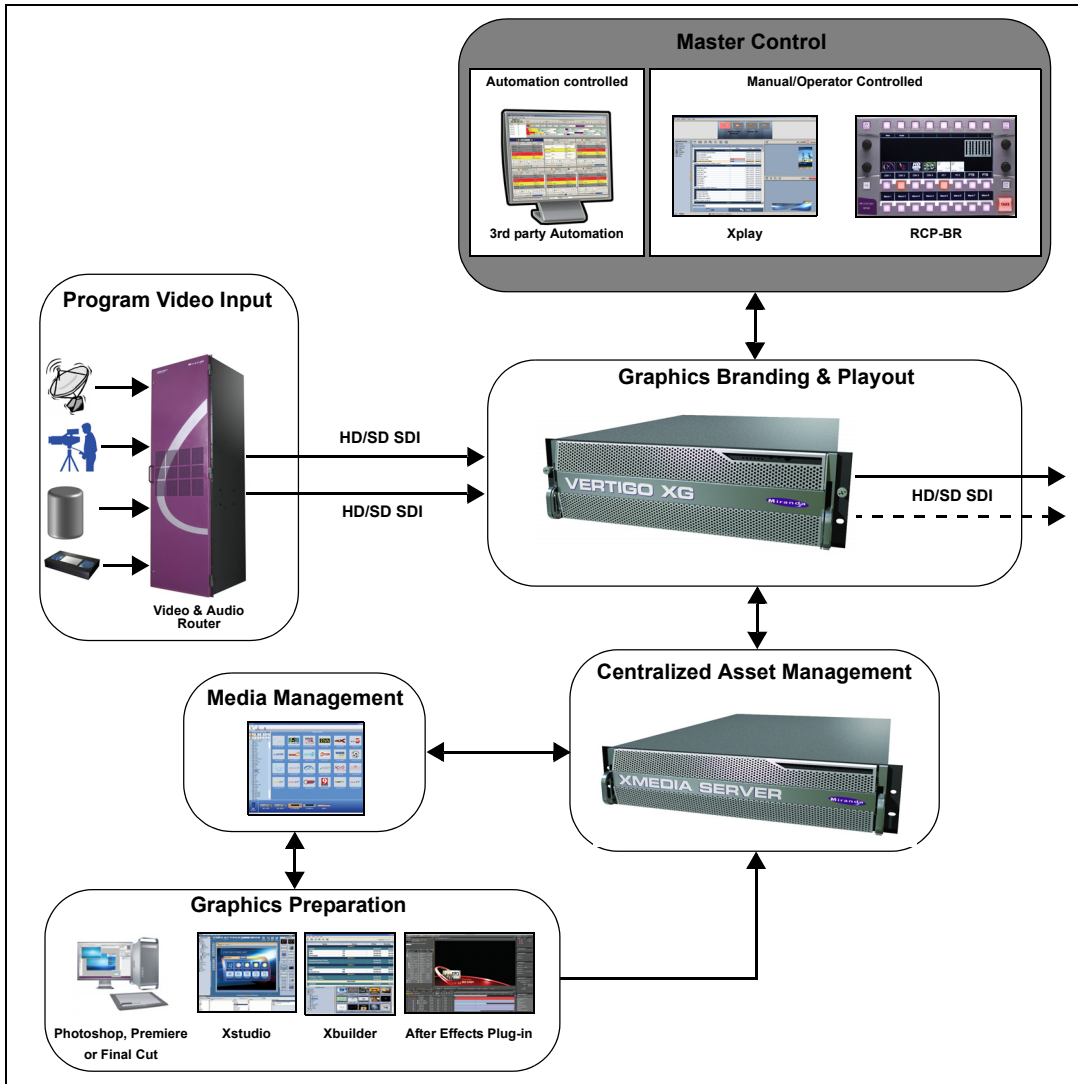 Master Control
Automation controlled
Manual/Operator Controlled
3rd party Automation
Xplay
RCP-BR
Program Video Input
Video & Audio
Router
HD/SD SDI
HD/SD SDI
Graphics Branding & Playout
VERTIGO XG
Miranda
HD/SD SDI
Centralized Asset Management
XMEDIA SERVER
Miranda
Media Management
Graphics Preparation
Photoshop, Premiere
or Final Cut
Xstudio
Xbuilder
After Effects Plug-in